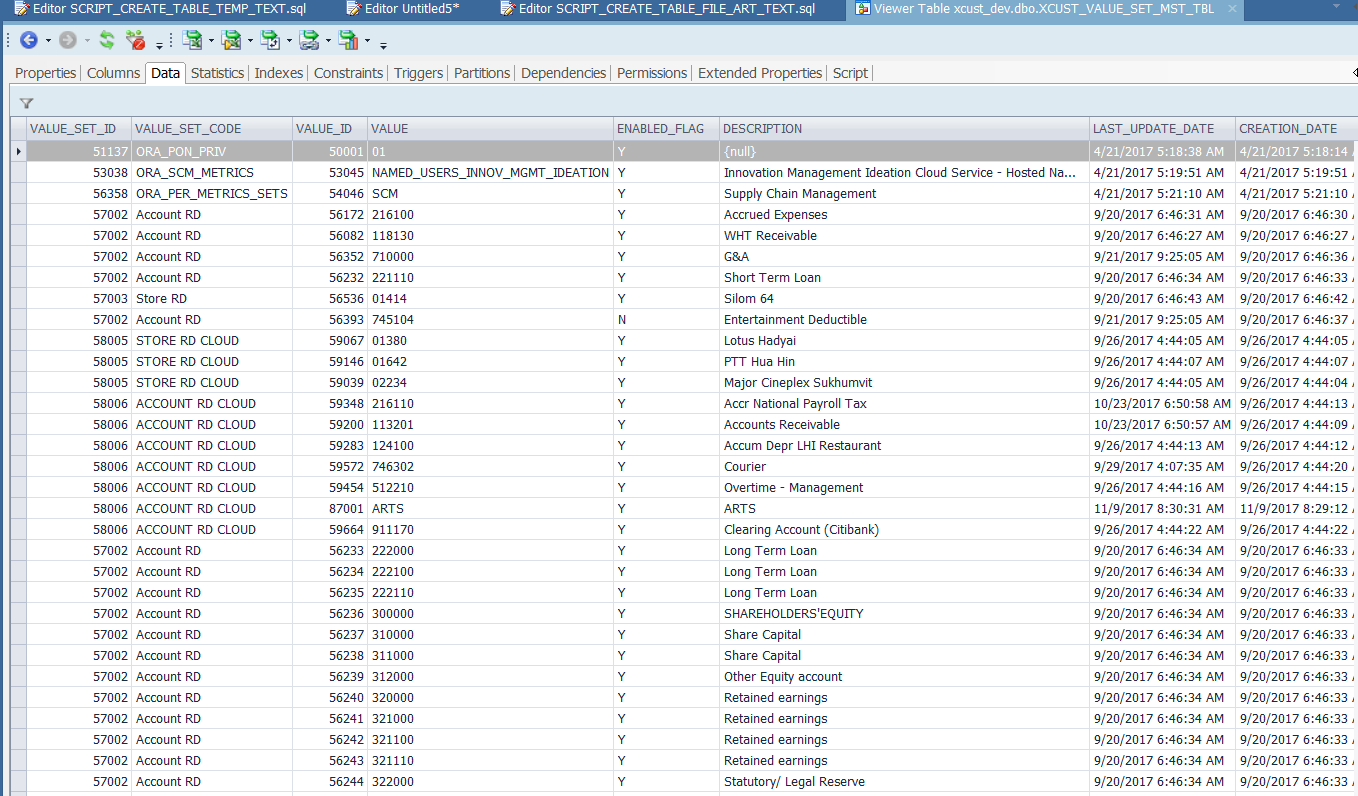 Editor SCRIPT_CREATE_TABLE_TEMP_TEXT.sql Editor Untitled5* Editor SCRIPT_CREATE_TABLE_FILE_ART_TEXT.sql Viewer Table xcust_dev.dbo.XCUST_VALUE_SET_MST_TBL
Properties Columns Data Statistics Indexes Constraints Triggers Partitions Dependencies Permissions Extended Properties Script
VALUE_SET_ID VALUE_SET_CODE VALUE_ID VALUE ENABLED_FLAG DESCRIPTION LAST_UPDATE_DATE CREATION_DATE
51137 ORA_PON_PRIV 50001 01 Y {null} 4/21/2017 5:18:38 AM 4/21/2017 5:18:14
53038 ORA_SCM_METRICS 53045 NAMED_USERS_INNOV_MGMT_IDEATION Y Innovation Management Ideation Cloud Service - Hosted Na... 4/21/2017 5:19:51 AM 4/21/2017 5:19:51
56358 ORA_PER_METRICS_SETS 54046 SCM Y Supply Chain Management 4/21/2017 5:21:10 AM 4/21/2017 5:21:10
57002 Account RD 56172 216100 Y Accrued Expenses 9/20/2017 6:46:31 AM 9/20/2017 6:46:30
57002 Account RD 56082 118130 Y WHT Receivable 9/20/2017 6:46:27 AM 9/20/2017 6:46:27
57002 Account RD 56352 710000 Y G&A 9/21/2017 9:25:05 AM 9/20/2017 6:46:36
57002 Account RD 56232 221110 Y Short Term Loan 9/20/2017 6:46:34 AM 9/20/2017 6:46:33
57003 Store RD 56536 01414 Y Silom 64 9/20/2017 6:46:43 AM 9/20/2017 6:46:42
57002 Account RD 56393 745104 N Entertainment Deductible 9/21/2017 9:25:05 AM 9/20/2017 6:46:37
58005 STORE RD CLOUD 59067 01380 Y Lotus Hadyai 9/26/2017 4:44:05 AM 9/26/2017 4:44:05
58005 STORE RD CLOUD 59146 01642 Y PTT Hua Hin 9/26/2017 4:44:07 AM 9/26/2017 4:44:07
58005 STORE RD CLOUD 59039 02234 Y Major Cineplex Sukhumvit 9/26/2017 4:44:05 AM 9/26/2017 4:44:04
58006 ACCOUNT RD CLOUD 59348 216110 Y Accr National Payroll Tax 10/23/2017 6:50:58 AM 9/26/2017 4:44:13
58006 ACCOUNT RD CLOUD 59200 113201 Y Accounts Receivable 10/23/2017 6:50:57 AM 9/26/2017 4:44:09
58006 ACCOUNT RD CLOUD 59283 124100 Y Accum Depr LHI Restaurant 9/26/2017 4:44:13 AM 9/26/2017 4:44:12
58006 ACCOUNT RD CLOUD 59572 746302 Y Courier 9/29/2017 4:07:35 AM 9/26/2017 4:44:20
58006 ACCOUNT RD CLOUD 59454 512210 Y Overtime - Management 9/26/2017 4:44:16 AM 9/26/2017 4:44:15
58006 ACCOUNT RD CLOUD 87001 ARTS Y ARTS 11/9/2017 8:30:31 AM 11/9/2017 8:29:12
58006 ACCOUNT RD CLOUD 59664 911170 Y Clearing Account (Citibank) 9/26/2017 4:44:22 AM 9/26/2017 4:44:22
57002 Account RD 56233 222000 Y Long Term Loan 9/20/2017 6:46:34 AM 9/20/2017 6:46:33
57002 Account RD 56234 222100 Y Long Term Loan 9/20/2017 6:46:34 AM 9/20/2017 6:46:33
57002 Account RD 56235 222110 Y Long Term Loan 9/20/2017 6:46:34 AM 9/20/2017 6:46:33
57002 Account RD 56236 300000 Y SHAREHOLDERS'EQUITY 9/20/2017 6:46:34 AM 9/20/2017 6:46:33
57002 Account RD 56237 310000 Y Share Capital 9/20/2017 6:46:34 AM 9/20/2017 6:46:33
57002 Account RD 56238 311000 Y Share Capital 9/20/2017 6:46:34 AM 9/20/2017 6:46:33
57002 Account RD 56239 312000 Y Other Equity account 9/20/2017 6:46:34 AM 9/20/2017 6:46:33
57002 Account RD 56240 320000 Y Retained earnings 9/20/2017 6:46:34 AM 9/20/2017 6:46:33
57002 Account RD 56241 321000 Y Retained earnings 9/20/2017 6:46:34 AM 9/20/2017 6:46:33
57002 Account RD 56242 321100 Y Retained earnings 9/20/2017 6:46:34 AM 9/20/2017 6:46:33
57002 Account RD 56243 321110 Y Retained earnings 9/20/2017 6:46:34 AM 9/20/2017 6:46:33
57002 Account RD 56244 322000 Y Statutory/ Legal Reserve 9/20/2017 6:46:34 AM 9/20/2017 6:46:33